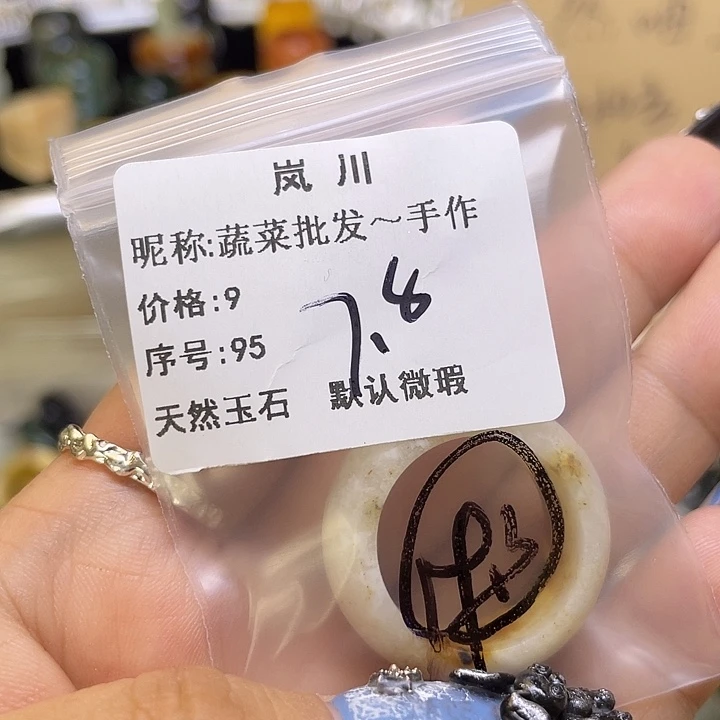 岚 川
昵称:蔬菜批发～手作
价格:9
7.8
序号:95
天然玉石 默认微瑕